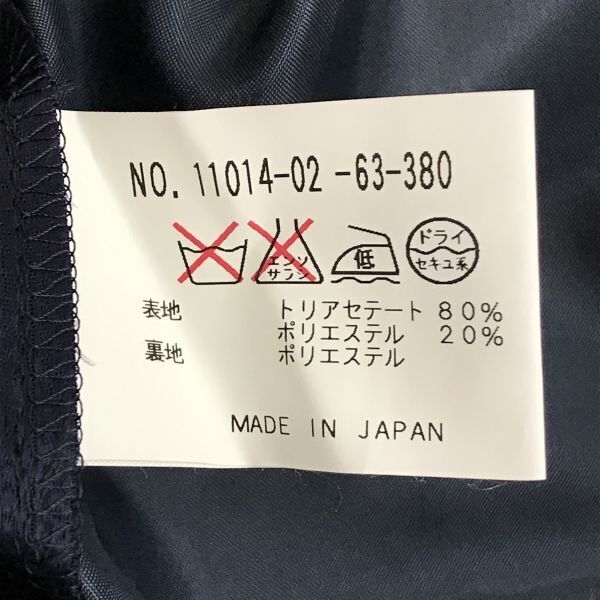 NO. 11014-02-63-380
エンソ
サラシ
低
ドライ
セキユ系
表地 トリアセテート 80%
ポリエステル 20%
裏地 ポリエステル
MADE IN JAPAN